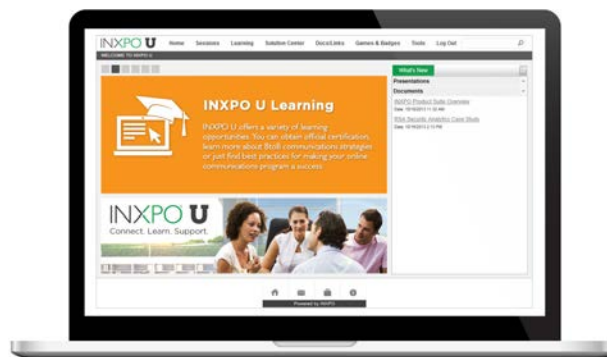 INXPO U Home Sessions Learning Solution Center Docs/Links Games & Badges Tools Log Out
WELCOME TO INXPO U
What's New
Presentations
Documents
INXPO Product Suite Overview
RSA Security Analytics Case Study
INXPO U Learning
INXPO U offers a variety of learning
opportunities. You can obtain official certification,
learn more about BtoB communications strategies
or just find best practices for making your online
communications program a success.
INXPO U
Connect. Learn. Support.
Powered by INXPO